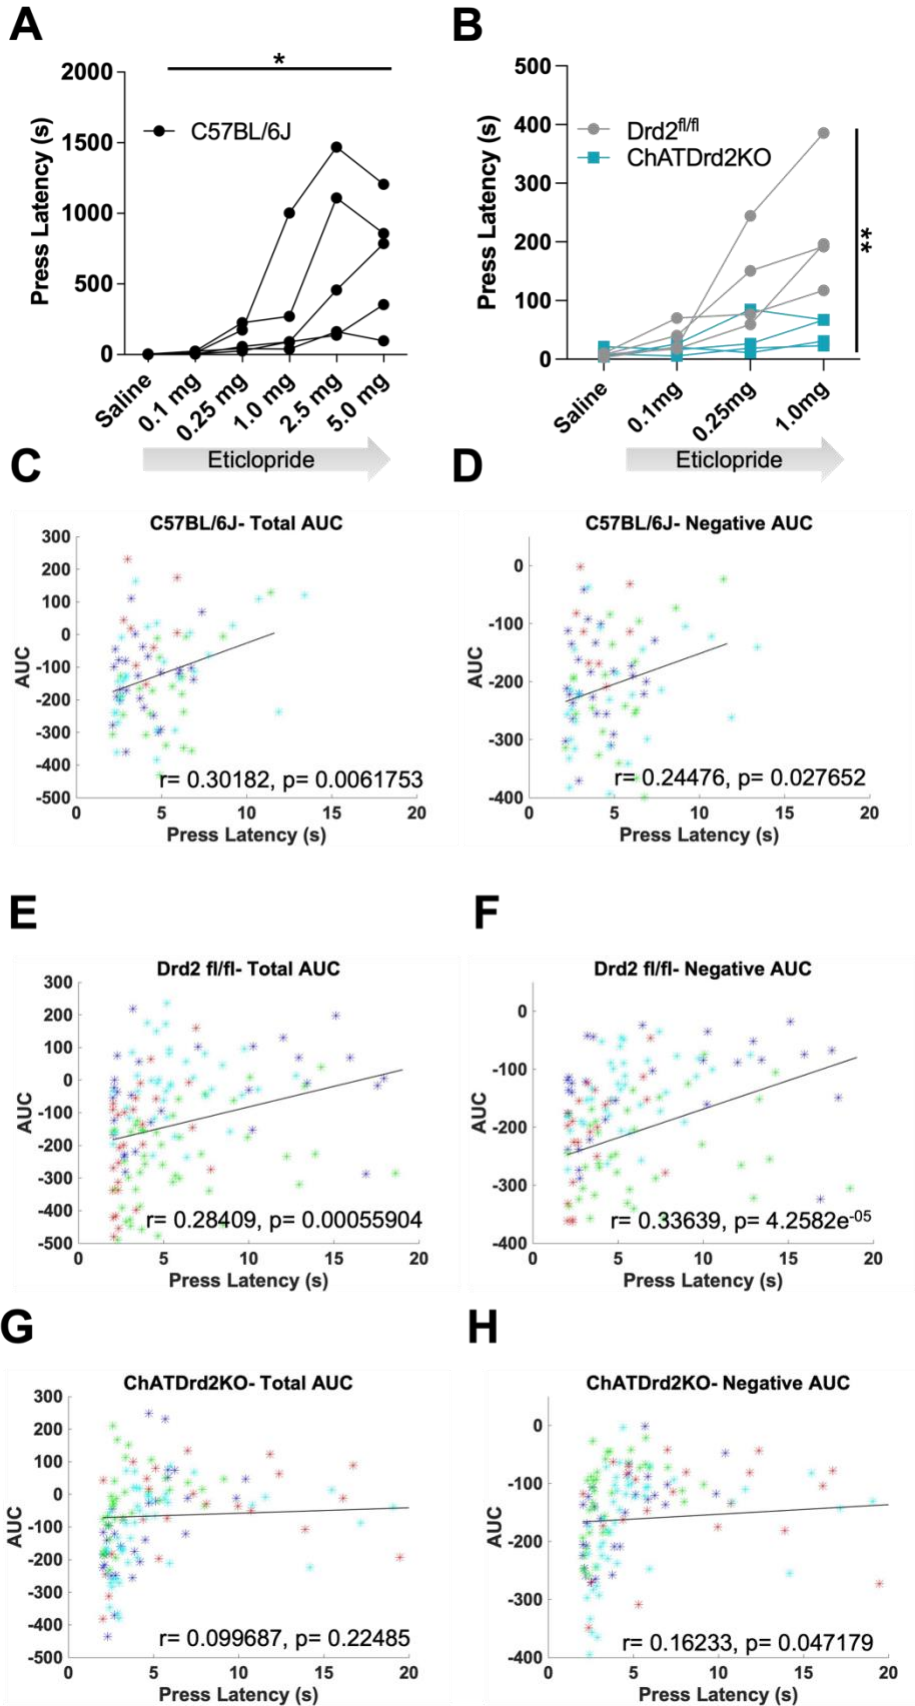 A
B
*
2000
1500
1000
500
0
Press Latency (s)
C57BL/6J
Saline
0.1 mg
0.25 mg
1.0 mg
2.5 mg
5.0 mg
Eticlopride
500
400
300
200
100
0
Press Latency (s)
Drd2fl/fl
ChATDrd2KO
**
Saline
0.1mg
0.25mg
1.0mg
Eticlopride
C
D
C57BL/6J- Total AUC
300
200
100
0
-100
-200
-300
-400
-500
AUC
r= 0.30182, p= 0.0061753
0 5 10 15 20
Press Latency (s)
C57BL/6J- Negative AUC
0
-100
-200
-300
-400
AUC
r= 0.24476, p= 0.027652
0 5 10 15 20
Press Latency (s)
E
F
Drd2 fl/fl- Total AUC
300
200
100
0
-100
-200
-300
-400
-500
AUC
r= 0.28409, p= 0.00055904
0 5 10 15 20
Press Latency (s)
Drd2 fl/fl- Negative AUC
0
-100
-200
-300
-400
AUC
r= 0.33639, p= 4.2582e-05
0 5 10 15 20
Press Latency (s)
G
H
ChATDrd2KO- Total AUC
300
200
100
0
-100
-200
-300
-400
-500
AUC
r= 0.099687, p= 0.22485
0 5 10 15 20
Press Latency (s)
ChATDrd2KO- Negative AUC
0
-100
-200
-300
-400
AUC
r= 0.16233, p= 0.047179
0 5 10 15 20
Press Latency (s)